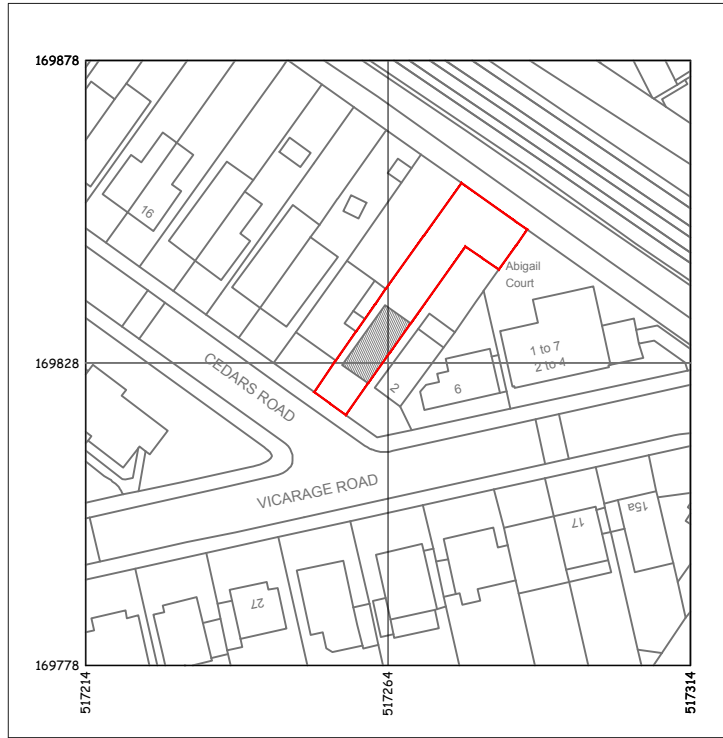 169878
16
Abigail
Court
1 to 7
2 to 4
169828
CEDARS ROAD
2
6
VICARAGE ROAD
17
15a
27
169778
517214
517264
517314